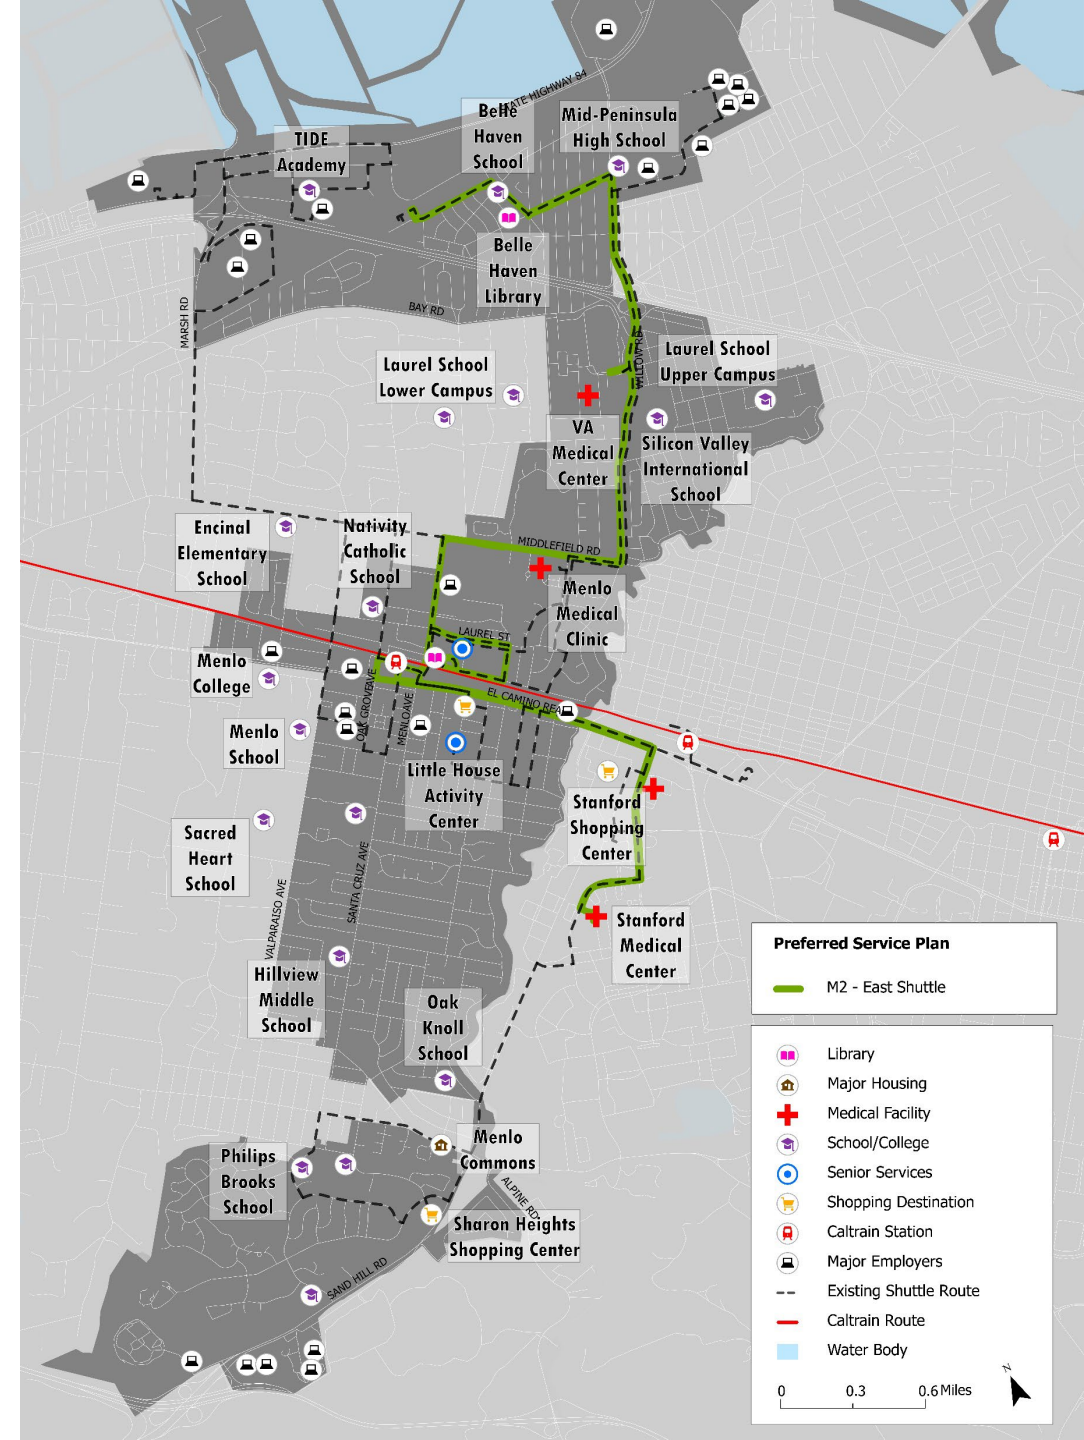 STATE HIGHWAY 84
Belle
Haven
School
Mid-Peninsula
High School
TIDE
Academy
Belle
Haven
Library
BAY RD
MARSH RD
WILLOW RD
Laurel School
Lower Campus
Laurel School
Upper Campus
VA
Medical
Center
Silicon Valley
International
School
Encinal
Elementary
School
Nativity
Catholic
School
MIDDLEFIELD RD
Menlo
Medical
Clinic
LAUREL ST
Menlo
College
OAK GROVE AVE
MENLO AVE
EL CAMINO REAL
Menlo
School
Little House
Activity
Center
Stanford
Shopping
Center
Sacred
Heart
School
SANTA CRUZ AVE
VALPARAISO AVE
Stanford
Medical
Center
Hillview
Middle
School
Oak
Knoll
School
Menlo
Commons
Philips
Brooks
School
ALPINE RD
Sharon Heights
Shopping Center
SAND HILL RD
Preferred Service Plan
M2 - East Shuttle
Library
Major Housing
Medical Facility
School/College
Senior Services
Shopping Destination
Caltrain Station
Major Employers
Existing Shuttle Route
Caltrain Route
Water Body
N
0 0.3 0.6 Miles